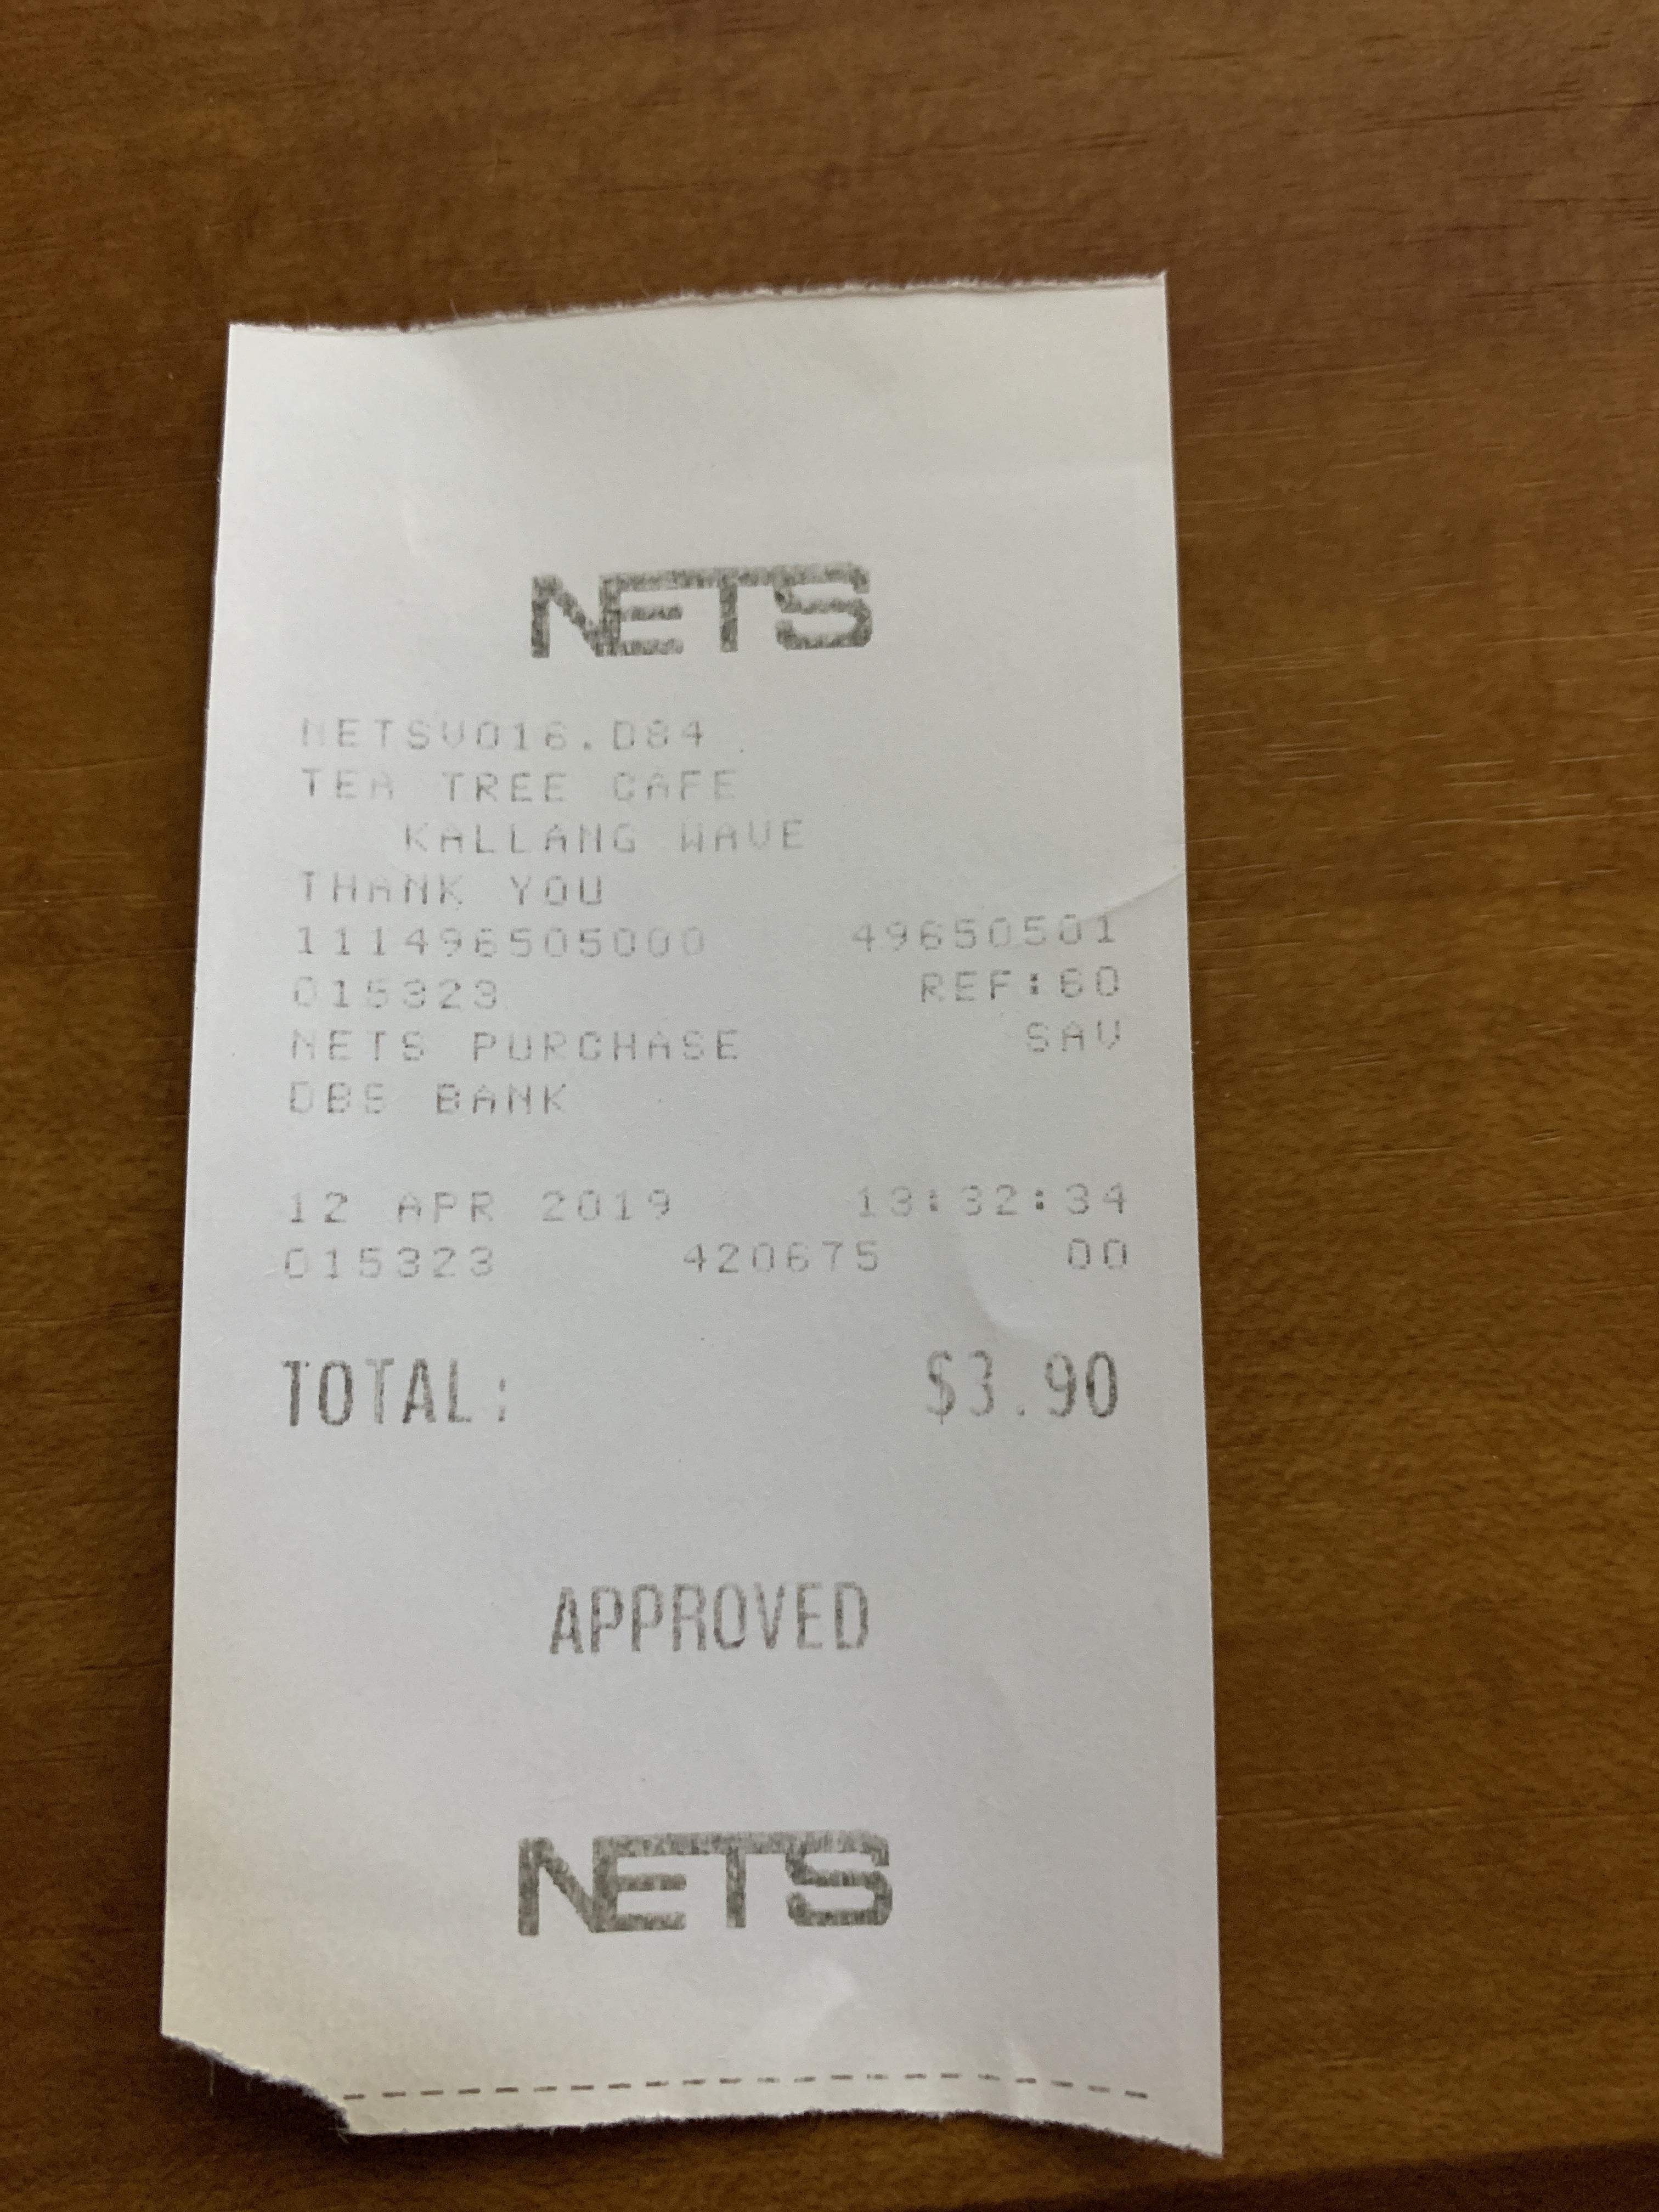 NETS
NETSV016.D84
TEA TREE CAFE
KALLANG WAVE
THANK YOU
111496505000 49650501
015323 REF:60
NETS PURCHASE SAV
DBS BANK
12 APR 2019 13:32:34
015323 420675 00
TOTAL: $3.90
APPROVED
NETS